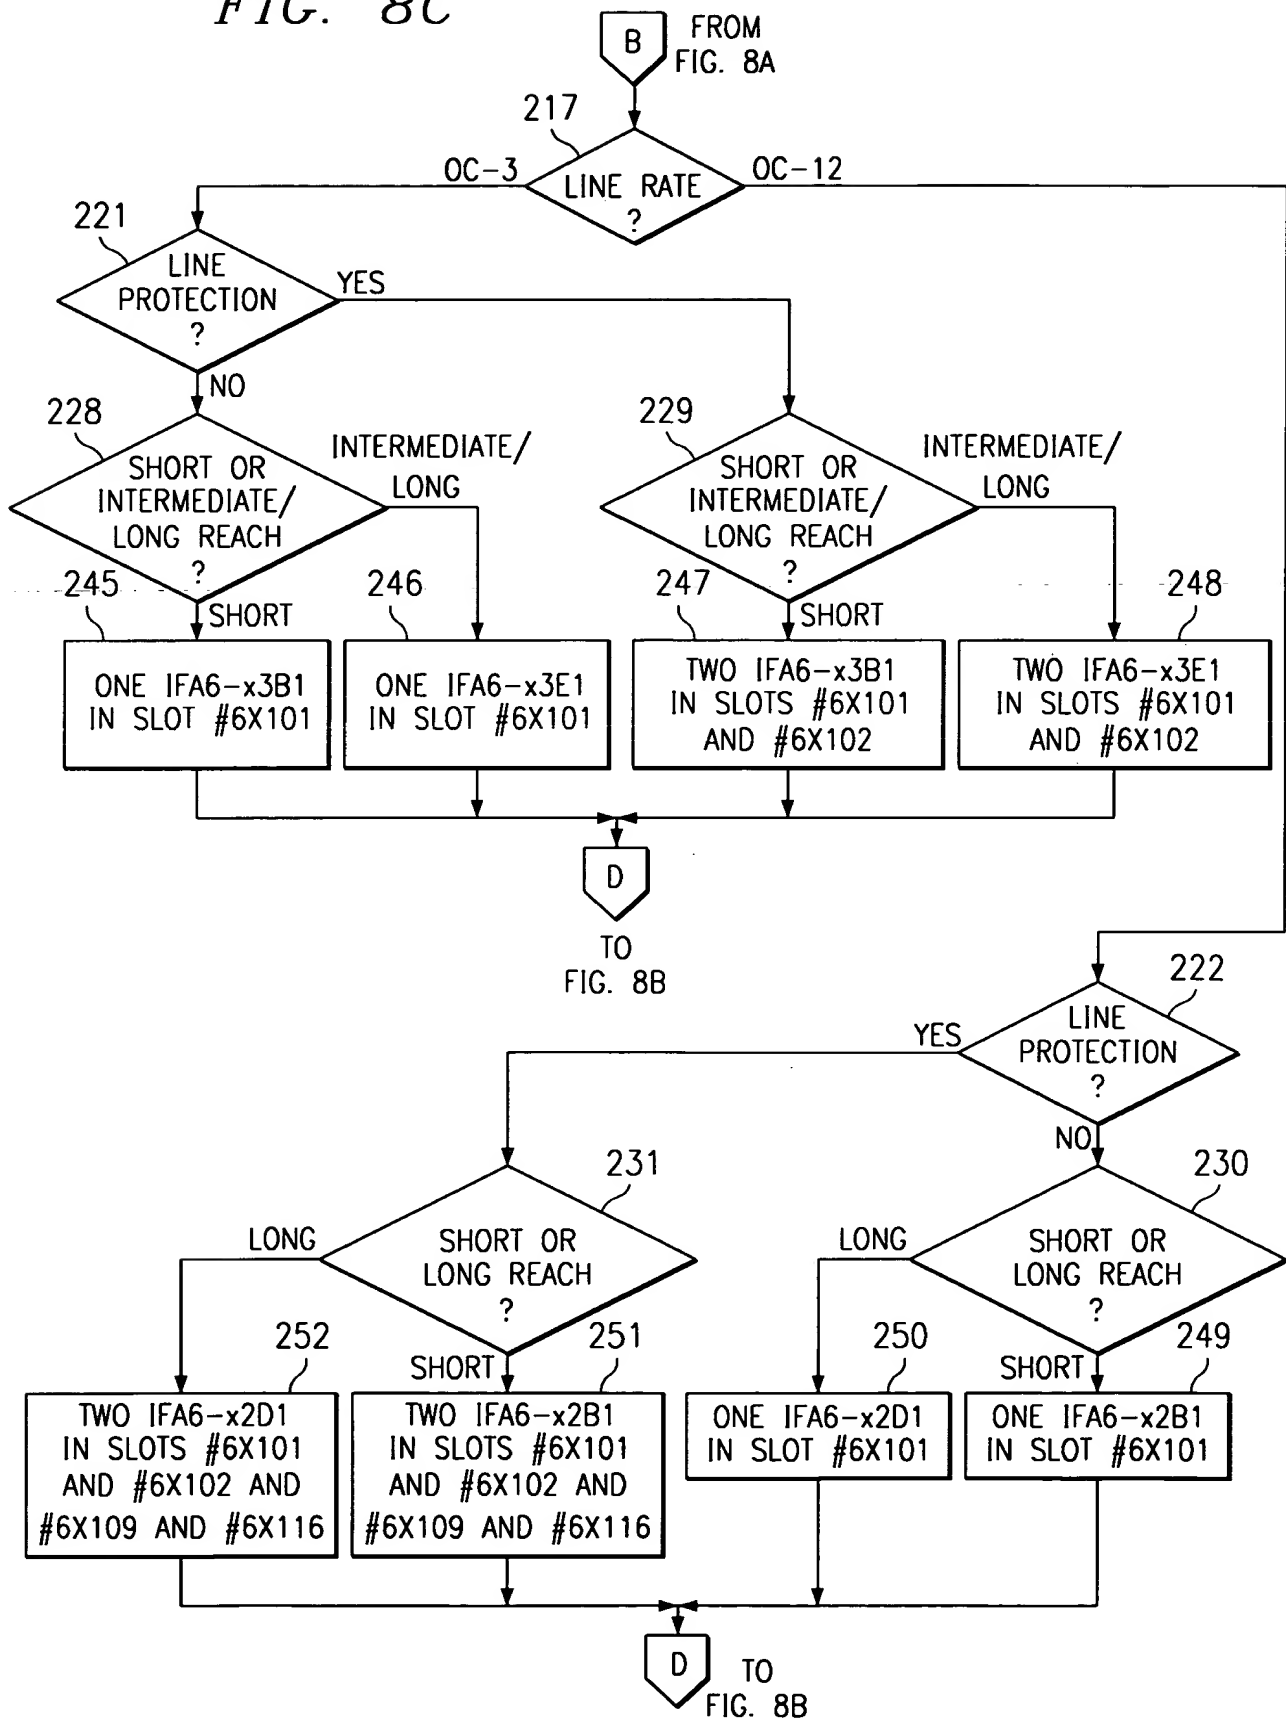 FIG. 8C
B
FROM
FIG. 8A
217
OC-3
LINE RATE
?
OC-12
221
LINE
PROTECTION
?
YES
NO
228
SHORT OR
INTERMEDIATE/
LONG REACH
?
INTERMEDIATE/
LONG
SHORT
229
SHORT OR
INTERMEDIATE/
LONG REACH
?
INTERMEDIATE/
LONG
SHORT
245
ONE IFA6-x3B1
IN SLOT #6X101
246
ONE IFA6-x3E1
IN SLOT #6X101
247
TWO IFA6-x3B1
IN SLOTS #6X101
AND #6X102
248
TWO IFA6-x3E1
IN SLOTS #6X101
AND #6X102
D
TO
FIG. 8B
222
LINE
PROTECTION
?
YES
NO
231
SHORT OR
LONG REACH
?
LONG
SHORT
230
SHORT OR
LONG REACH
?
LONG
SHORT
252
TWO IFA6-x2D1
IN SLOTS #6X101
AND #6X102 AND
#6X109 AND #6X116
251
TWO IFA6-x2B1
IN SLOTS #6X101
AND #6X102 AND
#6X109 AND #6X116
250
ONE IFA6-x2D1
IN SLOT #6X101
249
ONE IFA6-x2B1
IN SLOT #6X101
D
TO
FIG. 8B